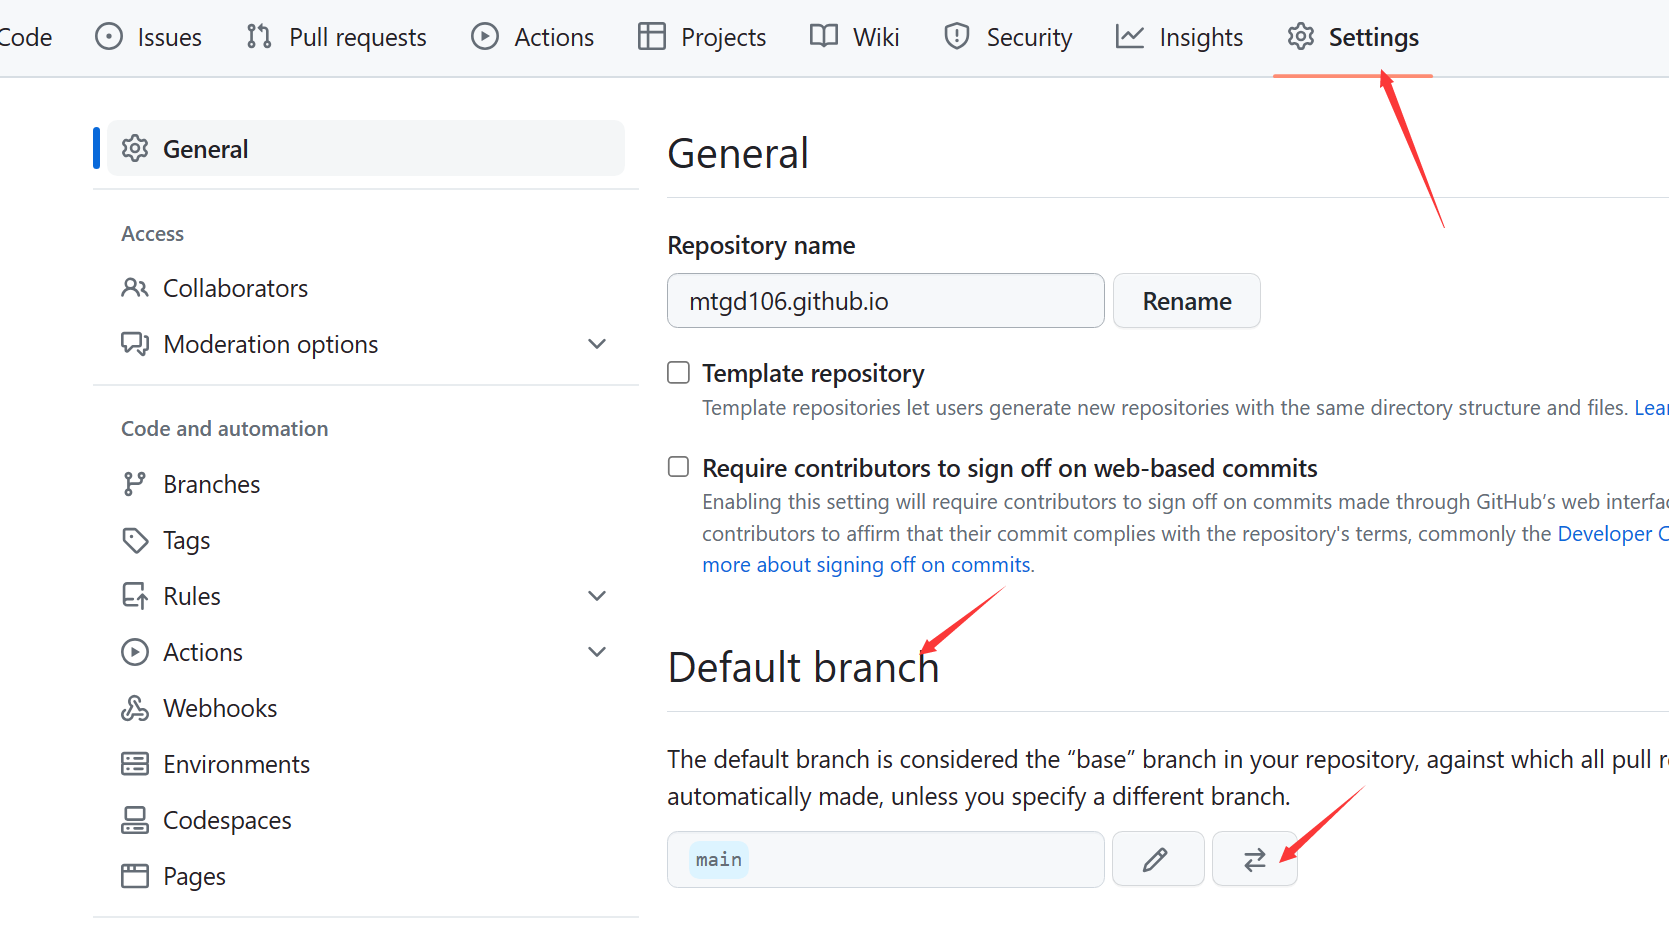 Code Issues Pull requests Actions Projects Wiki Security Insights Settings
General
Access
Collaborators
Moderation options
Code and automation
Branches
Tags
Rules
Actions
Webhooks
Environments
Codespaces
Pages
General
Repository name
mtgd106.github.io Rename
Template repository
Template repositories let users generate new repositories with the same directory structure and files.
Require contributors to sign off on web-based commits
Enabling this setting will require contributors to sign off on commits made through GitHub’s web
contributors to affirm that their commit complies with the repository's terms, commonly the Developer
more about signing off on commits.
Default branch
The default branch is considered the “base” branch in your repository, against which all pull
automatically made, unless you specify a different branch.
main